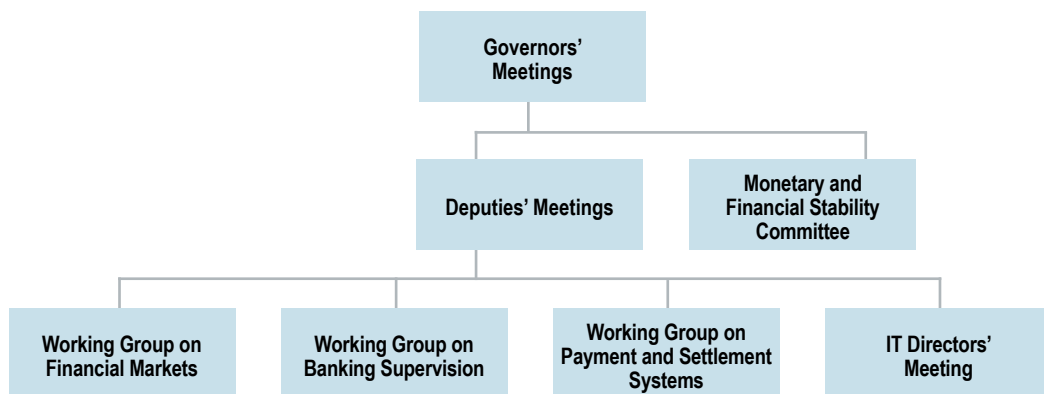 Governors’
Meetings
Deputies’ Meetings
Monetary and
Financial Stability
Committee
Working Group on
Financial Markets
Working Group on
Banking Supervision
Working Group on
Payment and Settlement
Systems
IT Directors’
Meeting